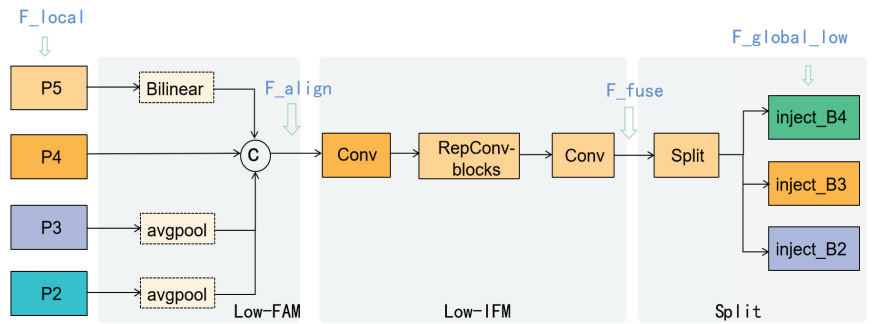 F_local
P5
Bilinear
F_align
P4
C
P3
avgpool
P2
avgpool
Low-FAM
Conv
RepConv-
blocks
Conv
F_fuse
Low-IFM
Split
F_global_low
inject_B4
inject_B3
inject_B2
Split